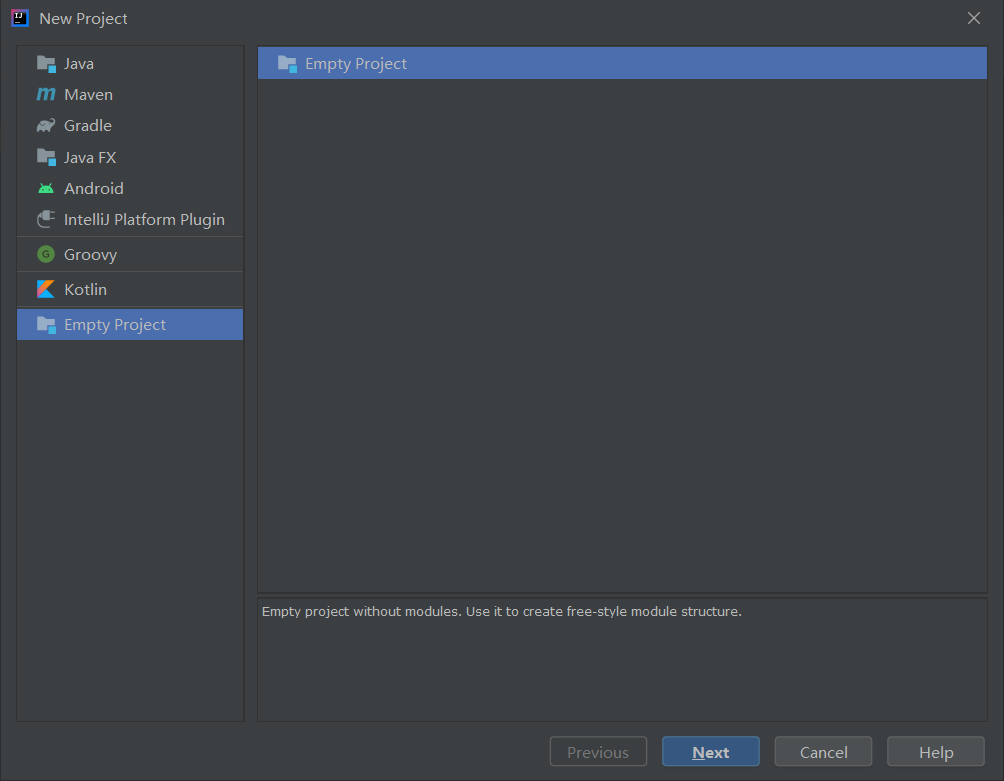 New Project
Java
Maven
Gradle
Java FX
Android
IntelliJ Platform Plugin
Groovy
Kotlin
Empty Project
Empty Project
Empty project without modules. Use it to create free-style module structure.
Previous
Next
Cancel
Help